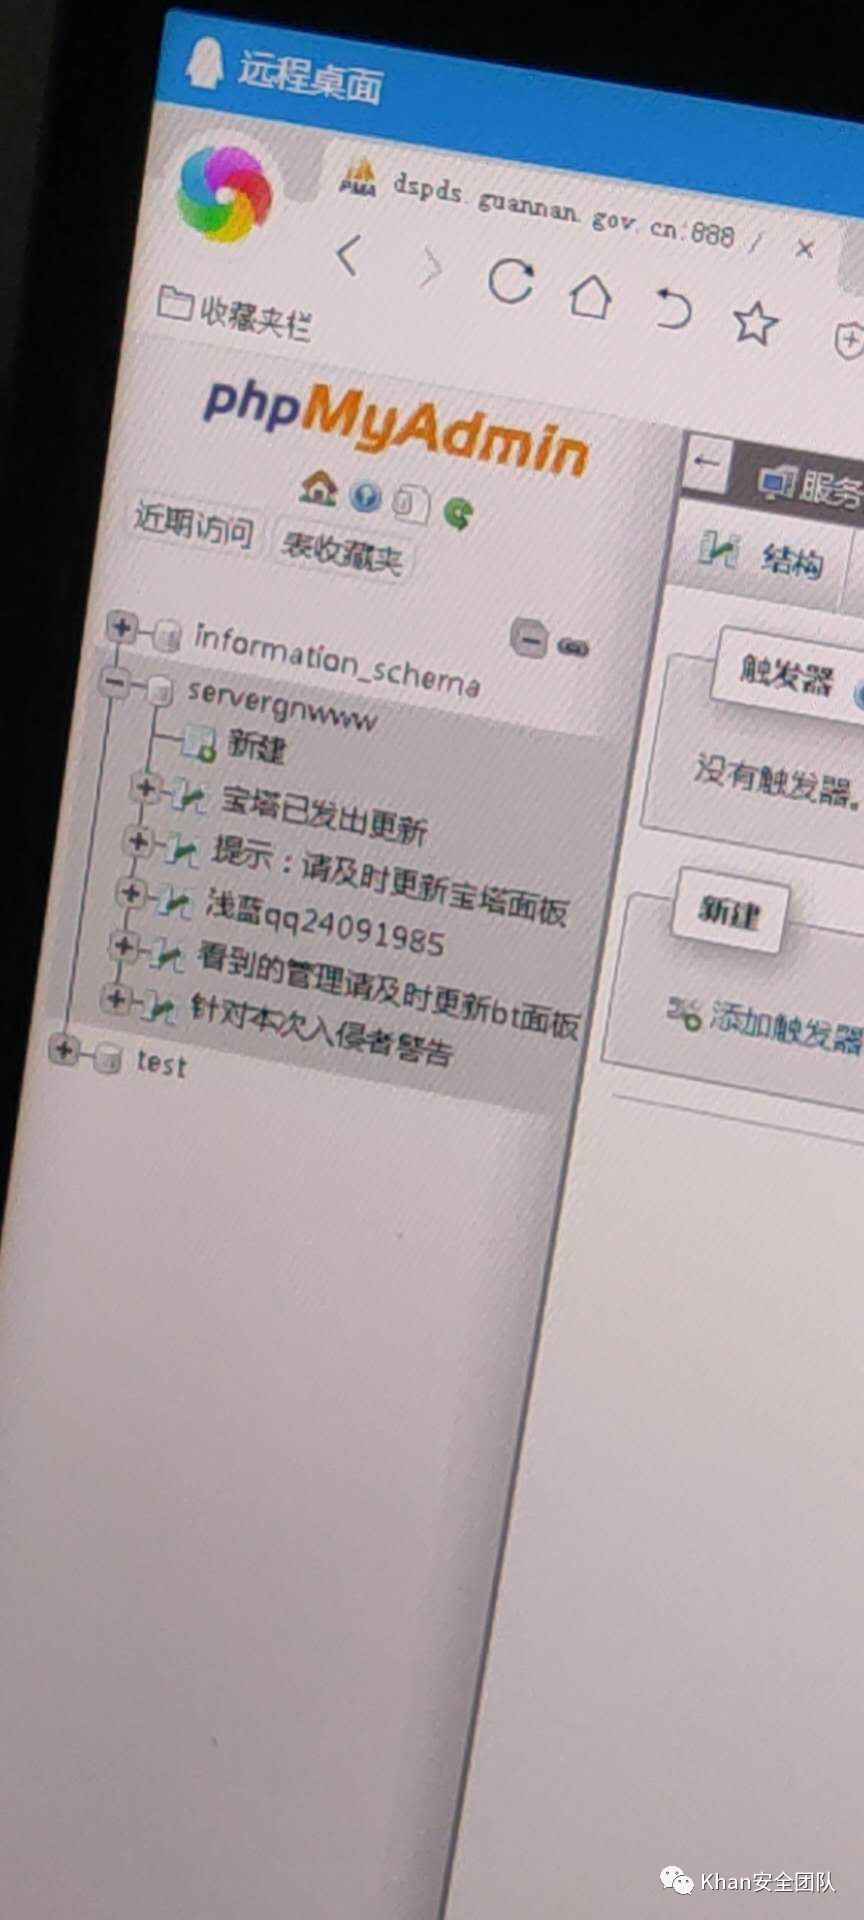 远程桌面
PMA dspds.guannan.gov.cn:888 /
收藏夹栏
phpMyAdmin
近期访问 表收藏夹
服务
结构
information_schema
servergnwww
新建
宝塔已发出更新
提示：请及时更新宝塔面板
浅蓝qq24091985
看到的管理请及时更新bt面板
针对本次入侵者警告
test
触发器
没有触发器。
新建
添加触发器
Khan安全团队